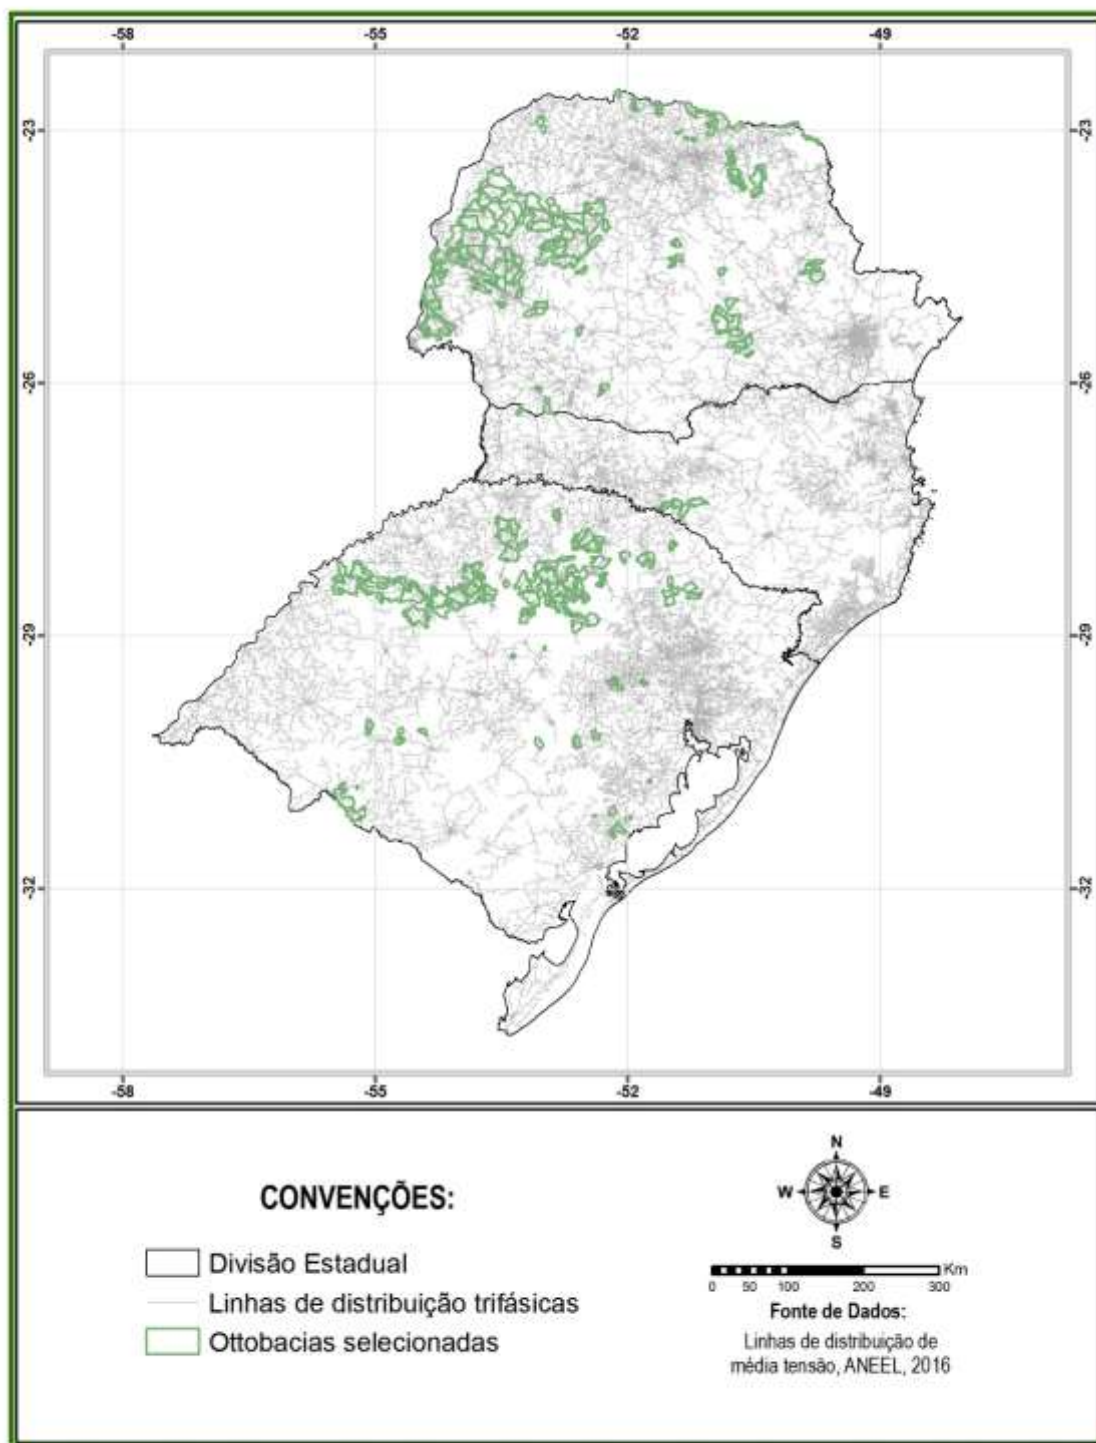 -58 -55 -52 -49
-23 -23
-26 -26
-29 -29
-32 -32
-58 -55 -52 -49
CONVENÇÕES:
Divisão Estadual
Linhas de distribuição trifásicas
Ottobacias selecionadas
N
W E
S
Km
0 50 100 200 300
Fonte de Dados:
Linhas de distribuição de
média tensão, ANEEL, 2016